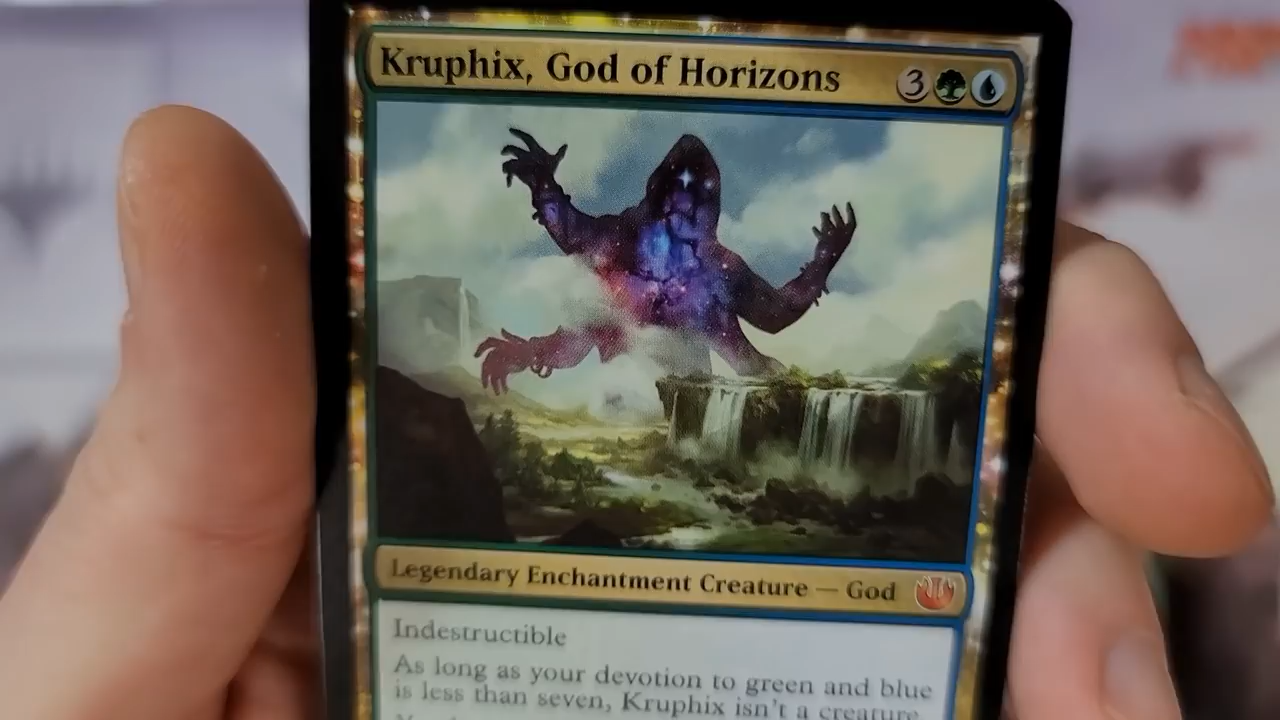 Kruphix, God of Horizons 3
Legendary Enchantment Creature — God
Indestructible
As long as your devotion to green and blue
is less than seven, Kruphix isn't a creature.